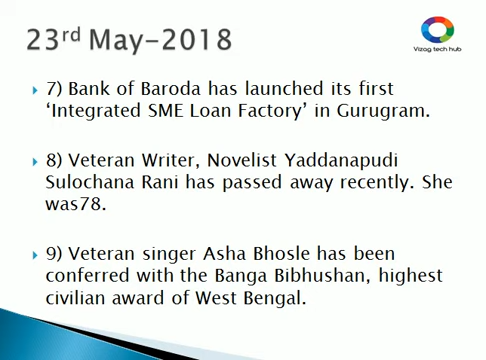 23rd May-2018
Vizag tech hub
7) Bank of Baroda has launched its first
‘Integrated SME Loan Factory’ in Gurugram.
8) Veteran Writer, Novelist Yaddanapudi
Sulochana Rani has passed away recently. She
was78.
9) Veteran singer Asha Bhosle has been
conferred with the Banga Bibhushan, highest
civilian award of West Bengal.